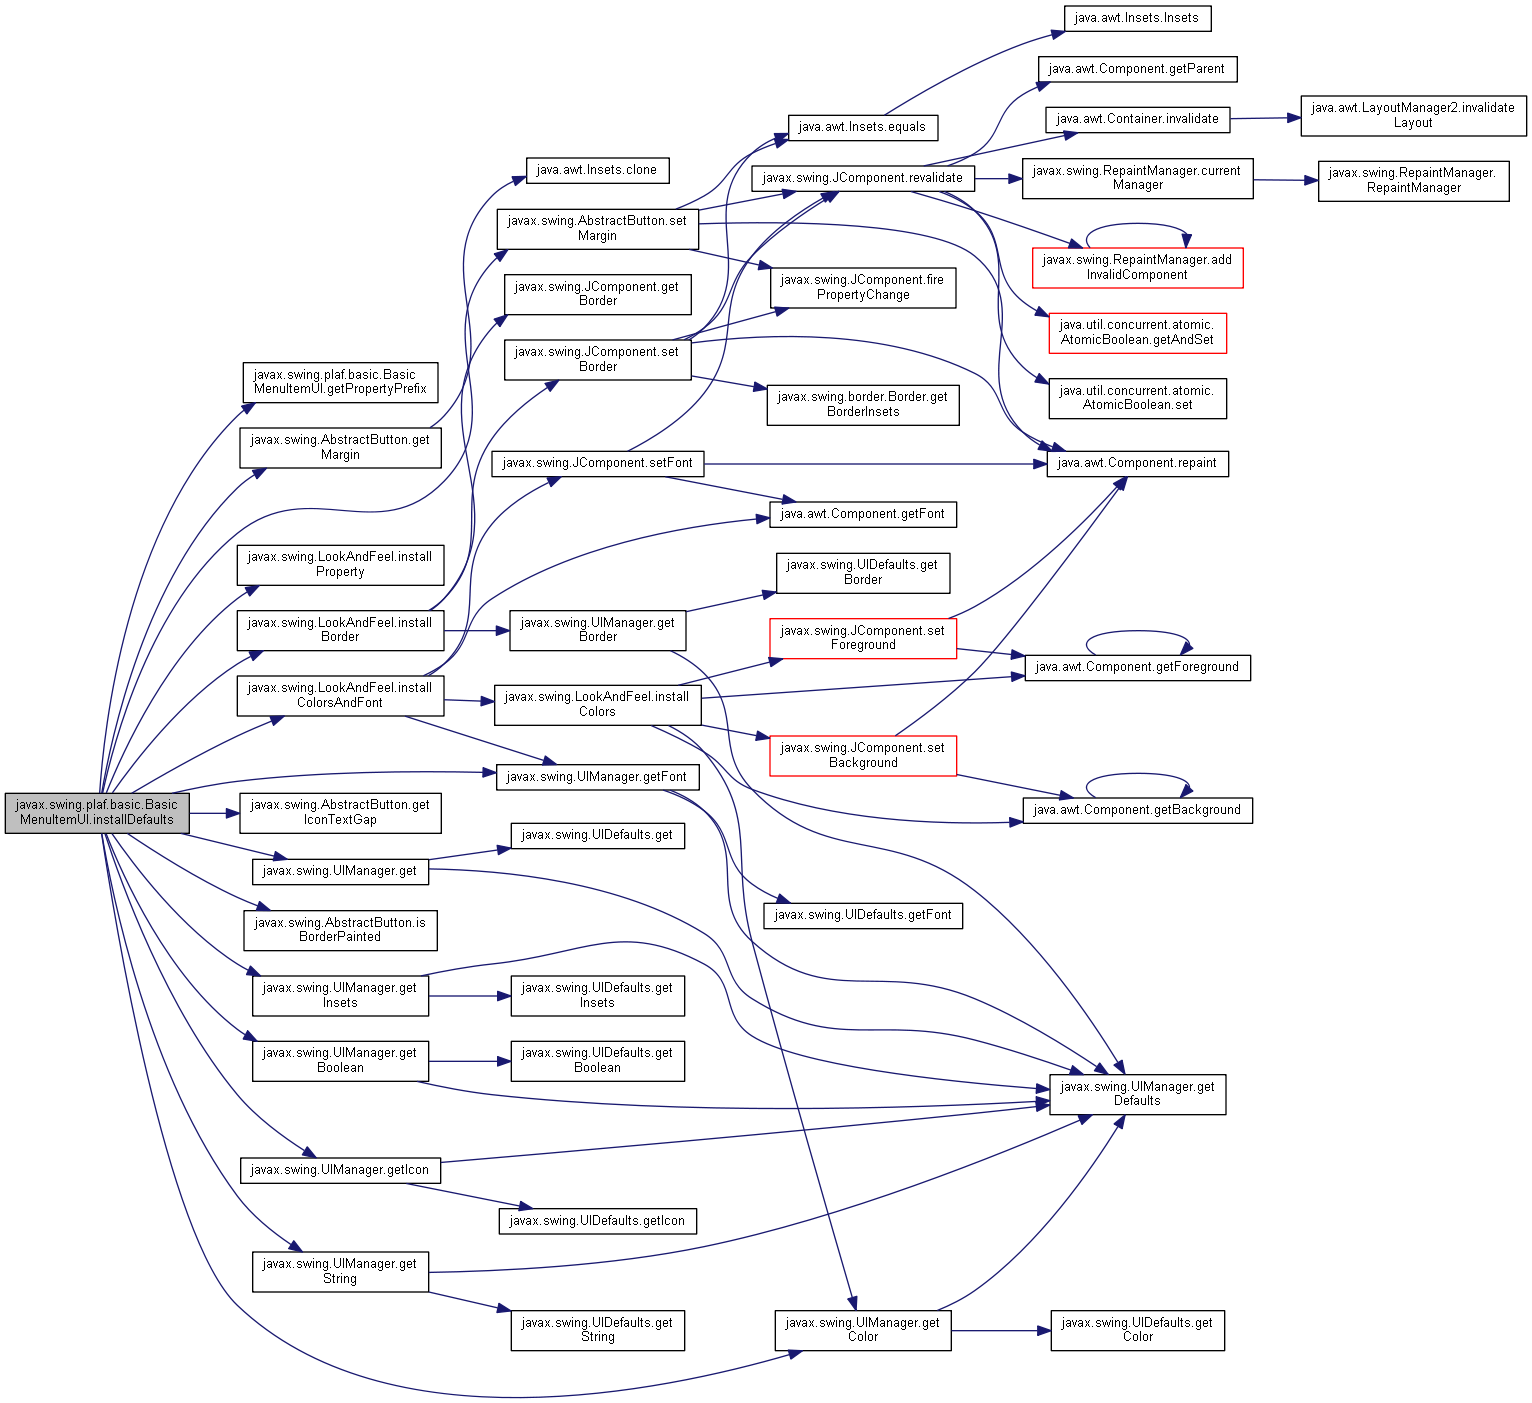 java.awt.Insets.Insets
java.awt.Component.getParent
java.awt.LayoutManager2.invalidate
Layout
java.awt.Container.invalidate
java.awt.Insets.equals
java.awt.Insets.clone
javax.swing.JComponent.revalidate
javax.swing.RepaintManager.current
Manager
javax.swing.RepaintManager.
RepaintManager
javax.swing.AbstractButton.set
Margin
javax.swing.RepaintManager.add
InvalidComponent
javax.swing.JComponent.get
Border
javax.swing.JComponent.fire
PropertyChange
java.util.concurrent.atomic.
AtomicBoolean.getAndSet
javax.swing.JComponent.set
Border
javax.swing.plaf.basic.Basic
MenuItemUI.getPropertyPrefix
javax.swing.border.Border.get
BorderInsets
java.util.concurrent.atomic.
AtomicBoolean.set
javax.swing.AbstractButton.get
Margin
javax.swing.JComponent.setFont
java.awt.Component.repaint
java.awt.Component.getFont
javax.swing.LookAndFeel.install
Property
javax.swing.UIDefaults.get
Border
javax.swing.LookAndFeel.install
Border
javax.swing.UIManager.get
Border
javax.swing.JComponent.set
Foreground
java.awt.Component.getForeground
javax.swing.LookAndFeel.install
ColorsAndFont
javax.swing.LookAndFeel.install
Colors
javax.swing.JComponent.set
Background
javax.swing.UIManager.getFont
javax.swing.plaf.basic.Basic
MenuItemUI.installDefaults
javax.swing.AbstractButton.get
IconTextGap
java.awt.Component.getBackground
javax.swing.UIDefaults.get
javax.swing.UIManager.get
javax.swing.UIDefaults.getFont
javax.swing.AbstractButton.is
BorderPainted
javax.swing.UIManager.get
Insets
javax.swing.UIDefaults.get
Insets
javax.swing.UIManager.get
Boolean
javax.swing.UIDefaults.get
Boolean
javax.swing.UIManager.get
Defaults
javax.swing.UIManager.getIcon
javax.swing.UIDefaults.getIcon
javax.swing.UIManager.get
String
javax.swing.UIDefaults.get
String
javax.swing.UIManager.get
Color
javax.swing.UIDefaults.get
Color